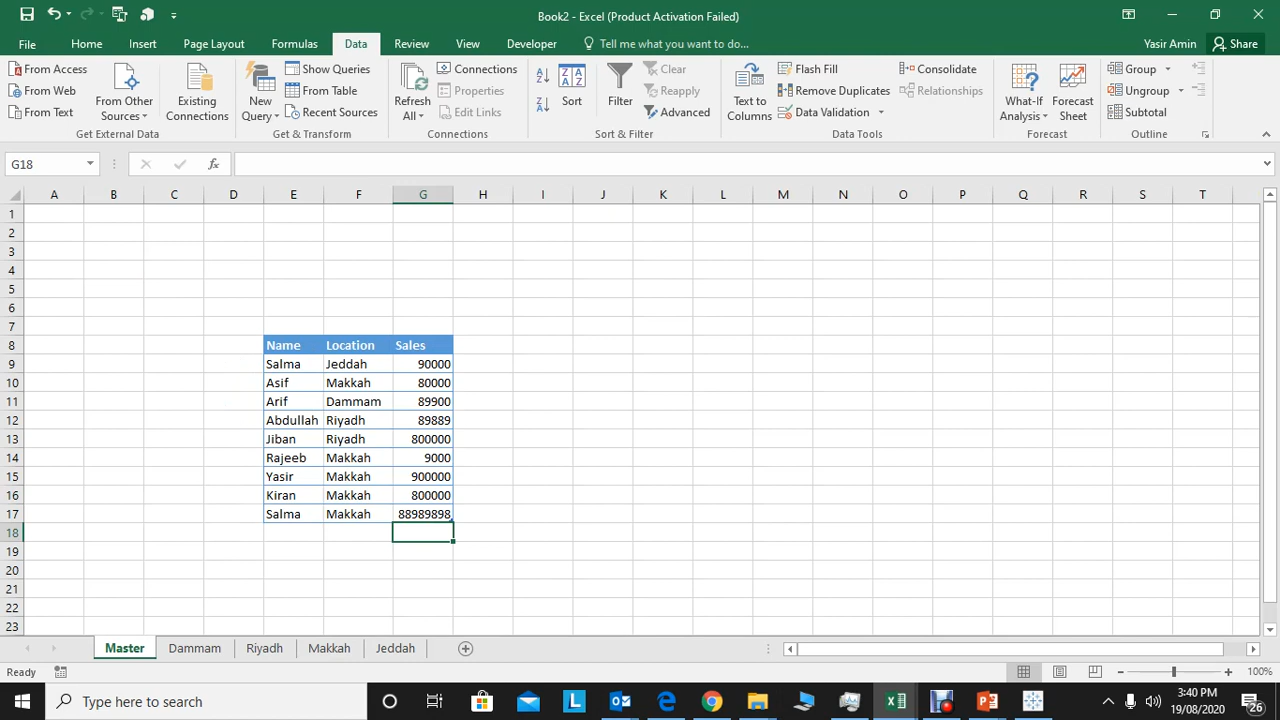 Book2 - Excel (Product Activation Failed)
File Home Insert Page Layout Formulas Data Review View Developer Tell me what you want to do... Yasir Amin Share
From Access
From Web
From Text
From Other Sources
Existing Connections
Get External Data
New Query
Show Queries
From Table
Recent Sources
Get & Transform
Refresh All
Connections
Properties
Edit Links
Connections
Sort
Filter
Clear
Reapply
Advanced
Sort & Filter
Text to Columns
Flash Fill
Remove Duplicates
Data Validation
Consolidate
Relationships
Data Tools
What-If Analysis
Forecast Sheet
Forecast
Group
Ungroup
Subtotal
Outline
G18 fx
A B C D E F G H I J K L M N O P Q R S T
1
2
3
4
5
6
7
8 Name Location Sales
9 Salma Jeddah 90000
10 Asif Makkah 80000
11 Arif Dammam 89900
12 Abdullah Riyadh 89889
13 Jiban Riyadh 800000
14 Rajeeb Makkah 9000
15 Yasir Makkah 900000
16 Kiran Makkah 800000
17 Salma Makkah 88989898
18
19
20
21
22
23
Master Dammam Riyadh Makkah Jeddah
Ready 100%
Type here to search
3:40 PM
19/08/2020
26